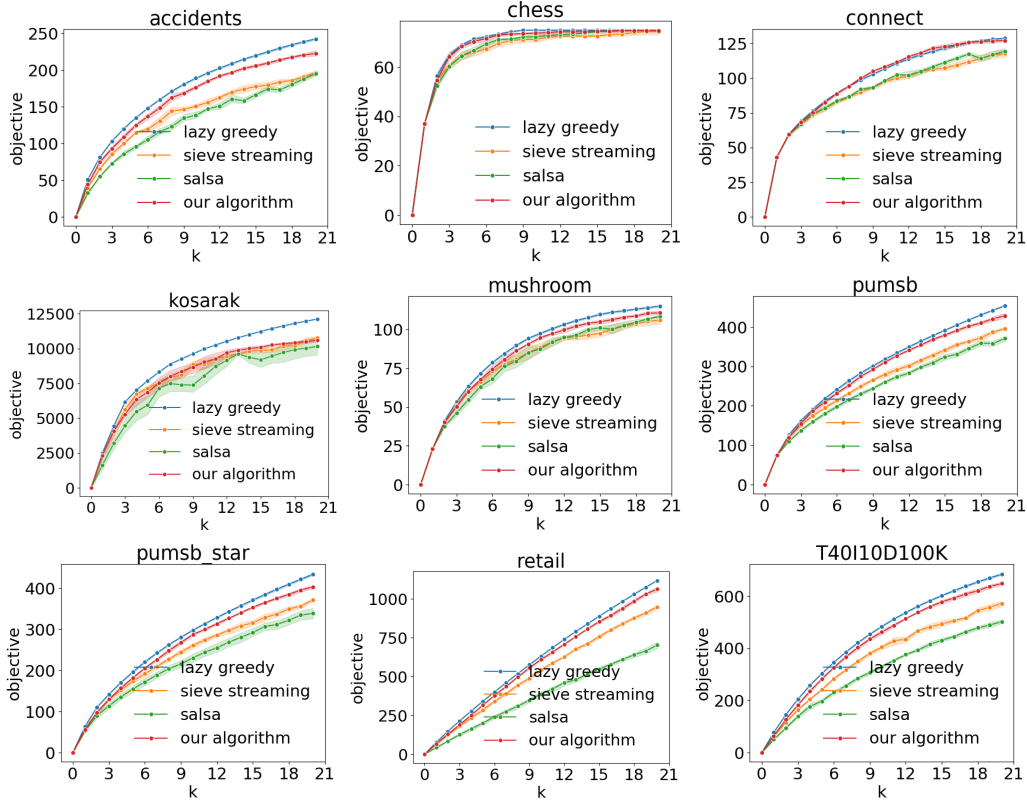 accidents
250
200
150
100
50
0
objective
lazy greedy
sieve streaming
salsa
our algorithm
0 3 6 9 12 15 18 21
k
chess
60
40
20
0
objective
lazy greedy
sieve streaming
salsa
our algorithm
0 3 6 9 12 15 18 21
k
connect
125
100
75
50
25
0
objective
lazy greedy
sieve streaming
salsa
our algorithm
0 3 6 9 12 15 18 21
k
kosarak
12500
10000
7500
5000
2500
0
objective
lazy greedy
sieve streaming
salsa
our algorithm
0 3 6 9 12 15 18 21
k
mushroom
100
75
50
25
0
objective
lazy greedy
sieve streaming
salsa
our algorithm
0 3 6 9 12 15 18 21
k
pumsb
400
300
200
100
0
objective
lazy greedy
sieve streaming
salsa
our algorithm
0 3 6 9 12 15 18 21
k
pumsb_star
400
300
200
100
0
objective
lazy greedy
sieve streaming
salsa
our algorithm
0 3 6 9 12 15 18 21
k
retail
1000
750
500
250
0
objective
lazy greedy
sieve streaming
salsa
our algorithm
0 3 6 9 12 15 18 21
k
T40I10D100K
600
400
200
0
objective
lazy greedy
sieve streaming
salsa
our algorithm
0 3 6 9 12 15 18 21
k